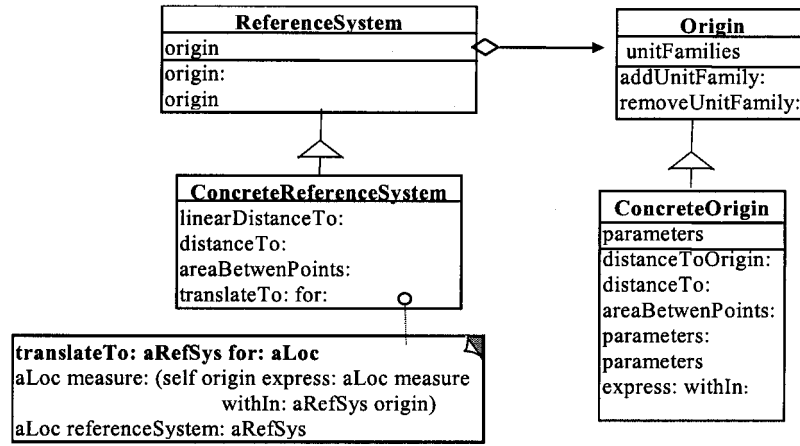 ReferenceSystem
origin
origin:
origin
Origin
unitFamilies
addUnitFamily:
removeUnitFamily:
ConcreteReferenceSystem
linearDistanceTo:
distanceTo:
areaBetwenPoints:
translateTo: for:
ConcreteOrigin
parameters
distanceToOrigin:
distanceTo:
areaBetwenPoints:
parameters:
parameters
express: withIn:
translateTo: aRefSys for: aLoc
aLoc measure: (self origin express: aLoc measure
withIn: aRefSys origin)
aLoc referenceSystem: aRefSys